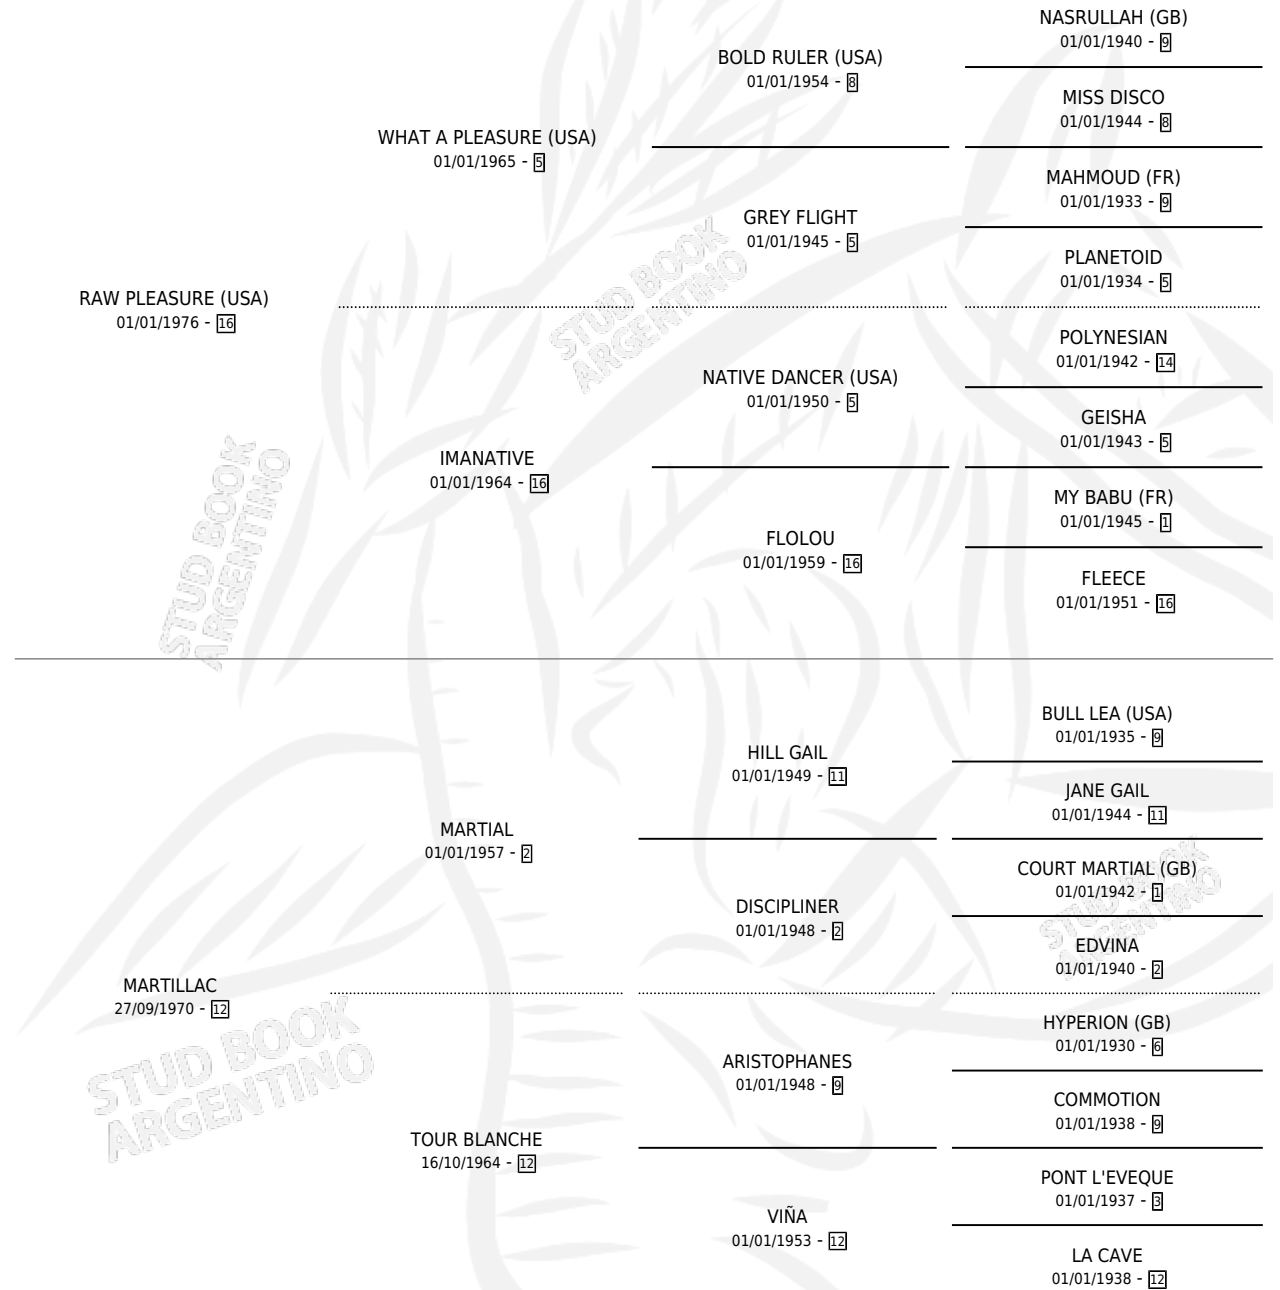 NASRULLAH (GB)
01/01/1940 - 9
BOLD RULER (USA)
01/01/1954 - 8
MISS DISCO
01/01/1944 - 8
WHAT A PLEASURE (USA)
01/01/1965 - 5
MAHMOUD (FR)
01/01/1933 - 9
GREY FLIGHT
01/01/1945 - 5
PLANETOID
01/01/1934 - 5
RAW PLEASURE (USA)
01/01/1976 - 16
POLYNESIAN
01/01/1942 - 14
NATIVE DANCER (USA)
01/01/1950 - 5
GEISHA
01/01/1943 - 5
IMANATIVE
01/01/1964 - 16
MY BABU (FR)
01/01/1945 - 1
FLOLOU
01/01/1959 - 16
FLEECE
01/01/1951 - 16
STUD BOOK
ARGENTINO
STUD BOOK
ARGENTINO
BULL LEA (USA)
01/01/1935 - 9
HILL GAIL
01/01/1949 - 11
JANE GAIL
01/01/1944 - 11
MARTIAL
01/01/1957 - 2
COURT MARTIAL (GB)
01/01/1942 - 1
DISCIPLINER
01/01/1948 - 2
EDVINA
01/01/1940 - 2
MARTILLAC
27/09/1970 - 12
HYPERION (GB)
01/01/1930 - 6
ARISTOPHANES
01/01/1948 - 9
COMMOTION
01/01/1938 - 9
TOUR BLANCHE
16/10/1964 - 12
PONT L'EVEQUE
01/01/1937 - 3
VIÑA
01/01/1953 - 12
LA CAVE
01/01/1938 - 12
STUD BOOK
ARGENTINO
STUD BOOK
ARGENTINO